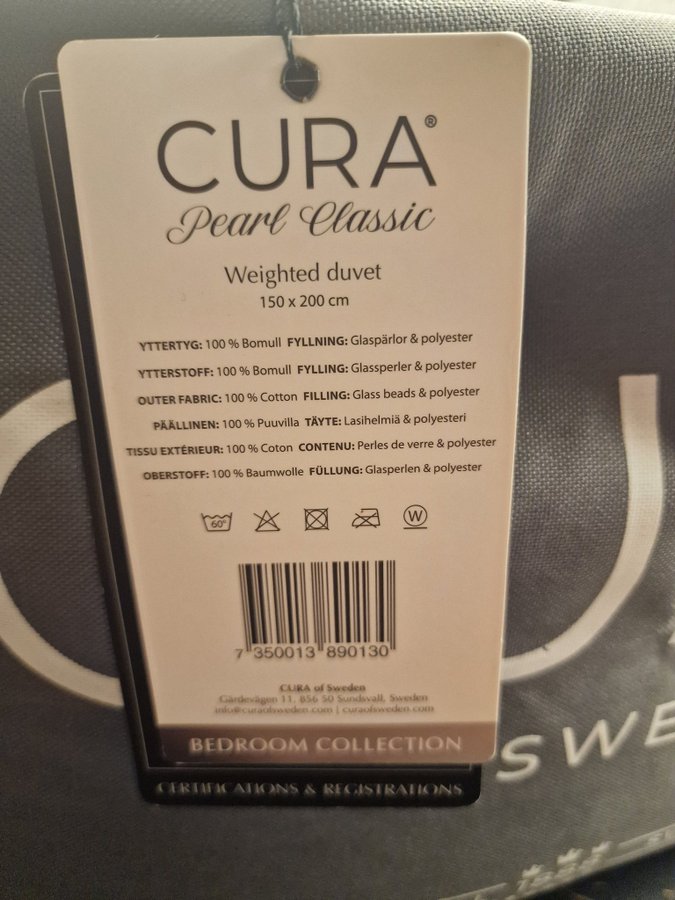 CURA®
Pearl Classic
Weighted duvet
150 x 200 cm
YTTERTYG: 100 % Bomull FYLLNING: Glaspärlor & polyester
YTTERSTOFF: 100 % Bomull FYLLING: Glassperler & polyester
OUTER FABRIC: 100 % Cotton FILLING: Glass beads & polyester
PÄÄLLINEN: 100 % Puuvilla TÄYTE: Lasihelmiä & polyesteri
TISSU EXTÉRIEUR: 100 % Coton CONTENU: Perles de verre & polyester
OBERSTOFF: 100 % Baumwolle FÜLLUNG: Glasperlen & polyester
60° W
7 350013 890130
CURA of Sweden
Gärdevägen 11, 856 50 Sundsvall, Sweden
info@curaofsweden.com | curaofsweden.com
BEDROOM COLLECTION
CERTIFICATIONS & REGISTRATIONS
SWE